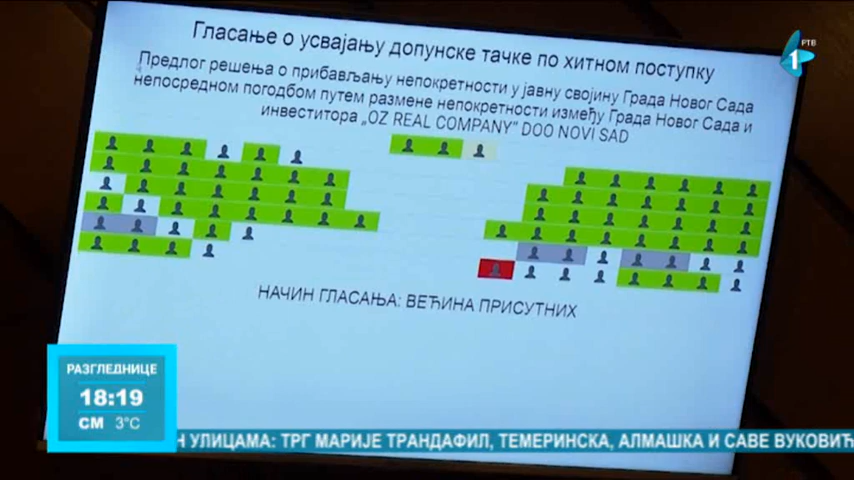 Гласање о усвајању допунске тачке по хитном поступку
Предлог решења о прибављању непокретности у јавну својину Града Новог Сада
непосредном погодбом путем размене непокретности између Града Новог Сада и
инвеститора „OZ REAL COMPANY" DOO NOVI SAD
НАЧИН ГЛАСАЊА: ВЕЋИНА ПРИСУТНИХ
РТВ
1
РАЗГЛЕДНИЦЕ
18:19
СМ 3°C
Н УЛИЦАМА: ТРГ МАРИЈЕ ТРАНДАФИЛ, ТЕМЕРИНСКА, АЛМАШКА И САВЕ ВУКОВИЋ